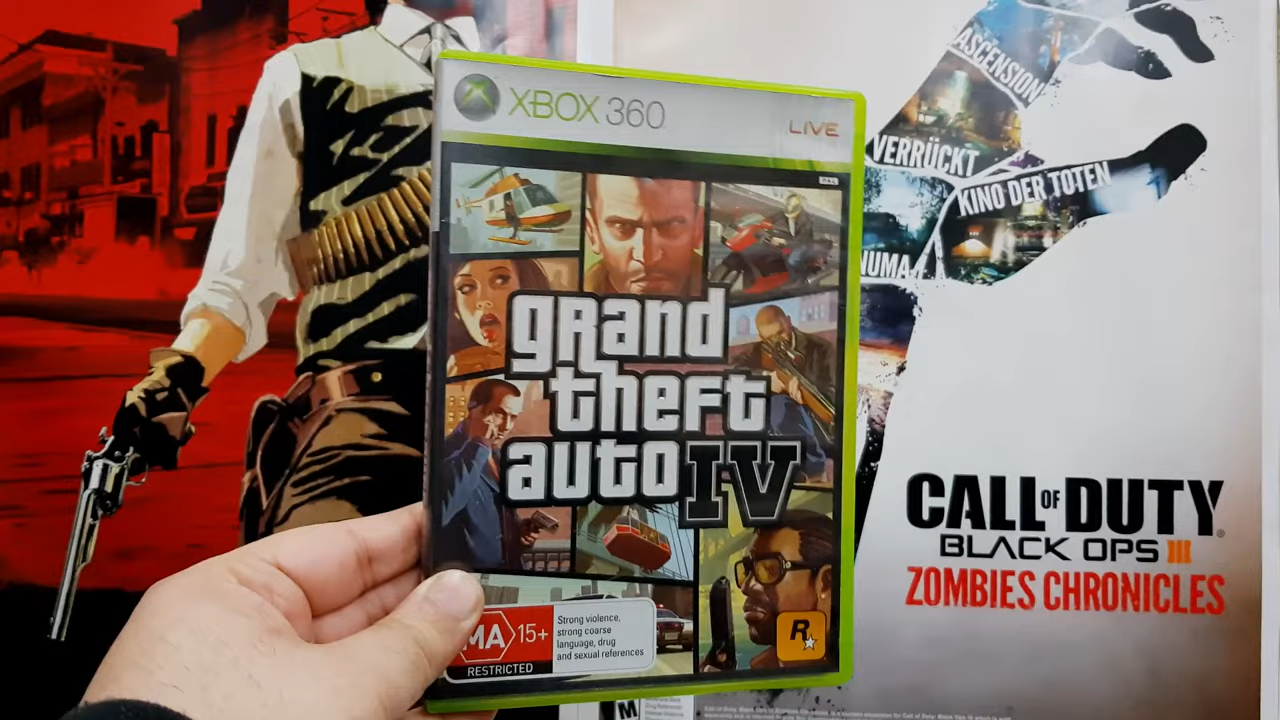 XBOX 360
LIVE
PAL
grand
theft
auto IV
MA 15+
RESTRICTED
Strong violence,
strong coarse
language, drug
and sexual references
R
ASCENSION
VERRÜCKT
KINO DER TOTEN
NUMA
CALL OF DUTY
BLACK OPS III
ZOMBIES CHRONICLES
M